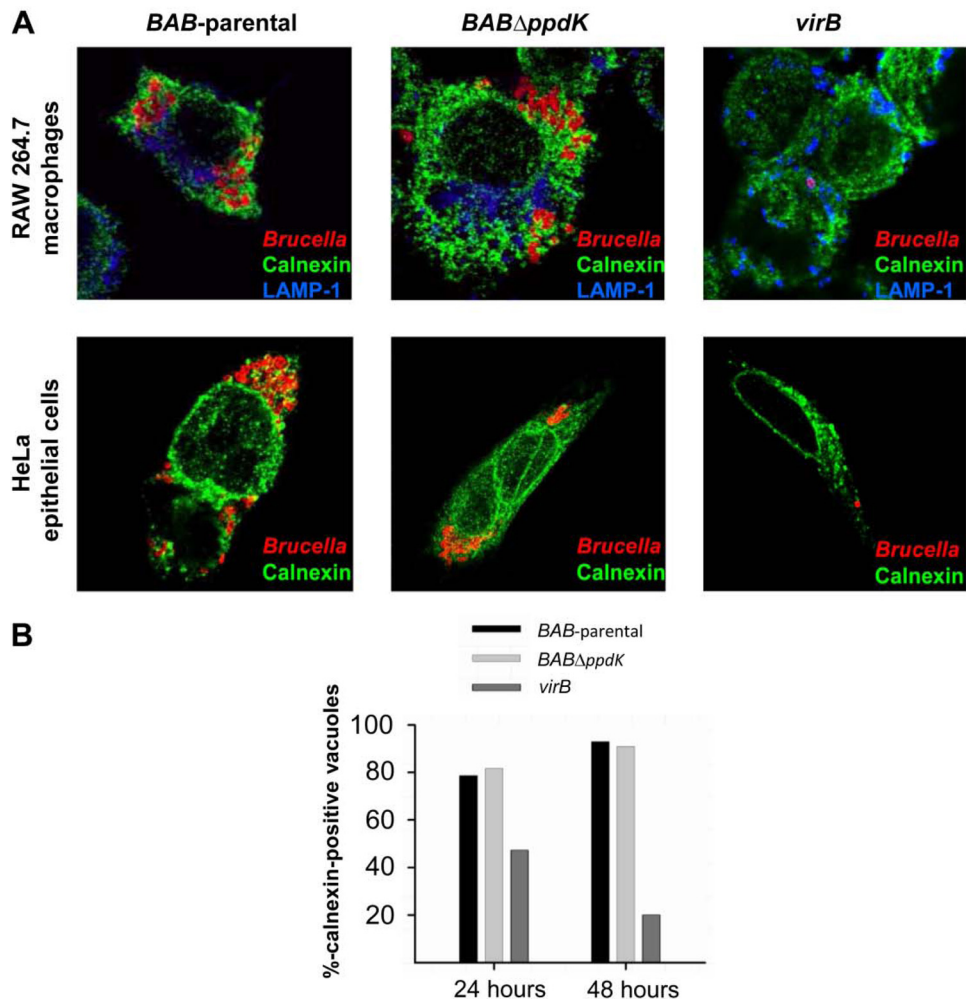 A
BAB-parental
BABΔppdK
virB
RAW 264.7
macrophages
Brucella
Calnexin
LAMP-1
Brucella
Calnexin
LAMP-1
Brucella
Calnexin
LAMP-1
HeLa
epithelial cells
Brucella
Calnexin
Brucella
Calnexin
Brucella
Calnexin
B
BAB-parental
BABΔppdK
virB
%-calnexin-positive vacuoles
100
80
60
40
20
24 hours
48 hours